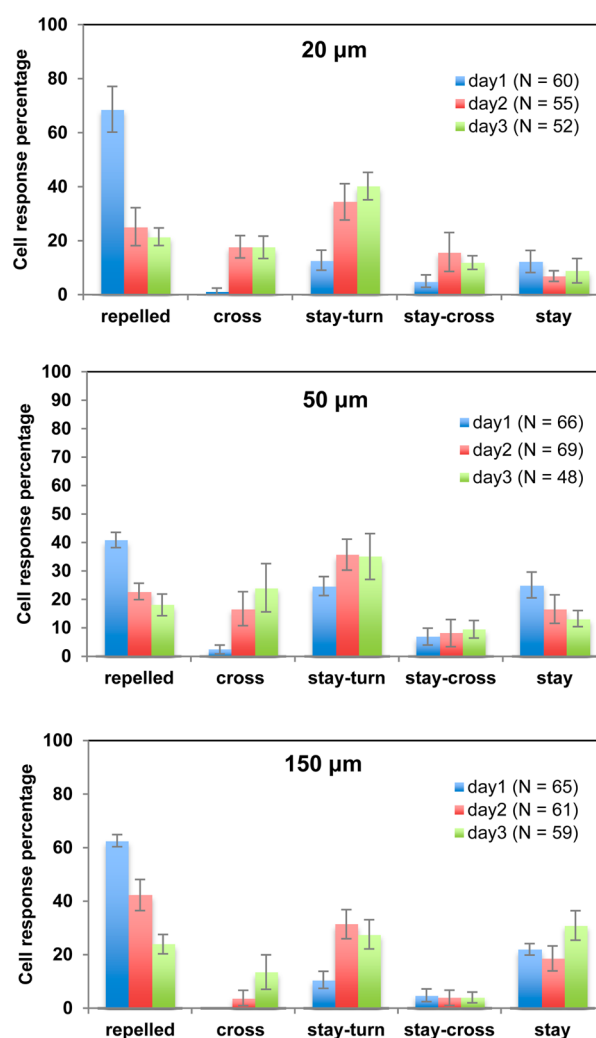 Cell response percentage
100
80
60
40
20
0
20 µm
day1 (N = 60)
day2 (N = 55)
day3 (N = 52)
repelled cross stay-turn stay-cross stay
Cell response percentage
100
90
80
70
60
50
40
30
20
10
0
50 µm
day1 (N = 66)
day2 (N = 69)
day3 (N = 48)
repelled cross stay-turn stay-cross stay
Cell response percentage
100
80
60
40
20
0
150 µm
day1 (N = 65)
day2 (N = 61)
day3 (N = 59)
repelled cross stay-turn stay-cross stay